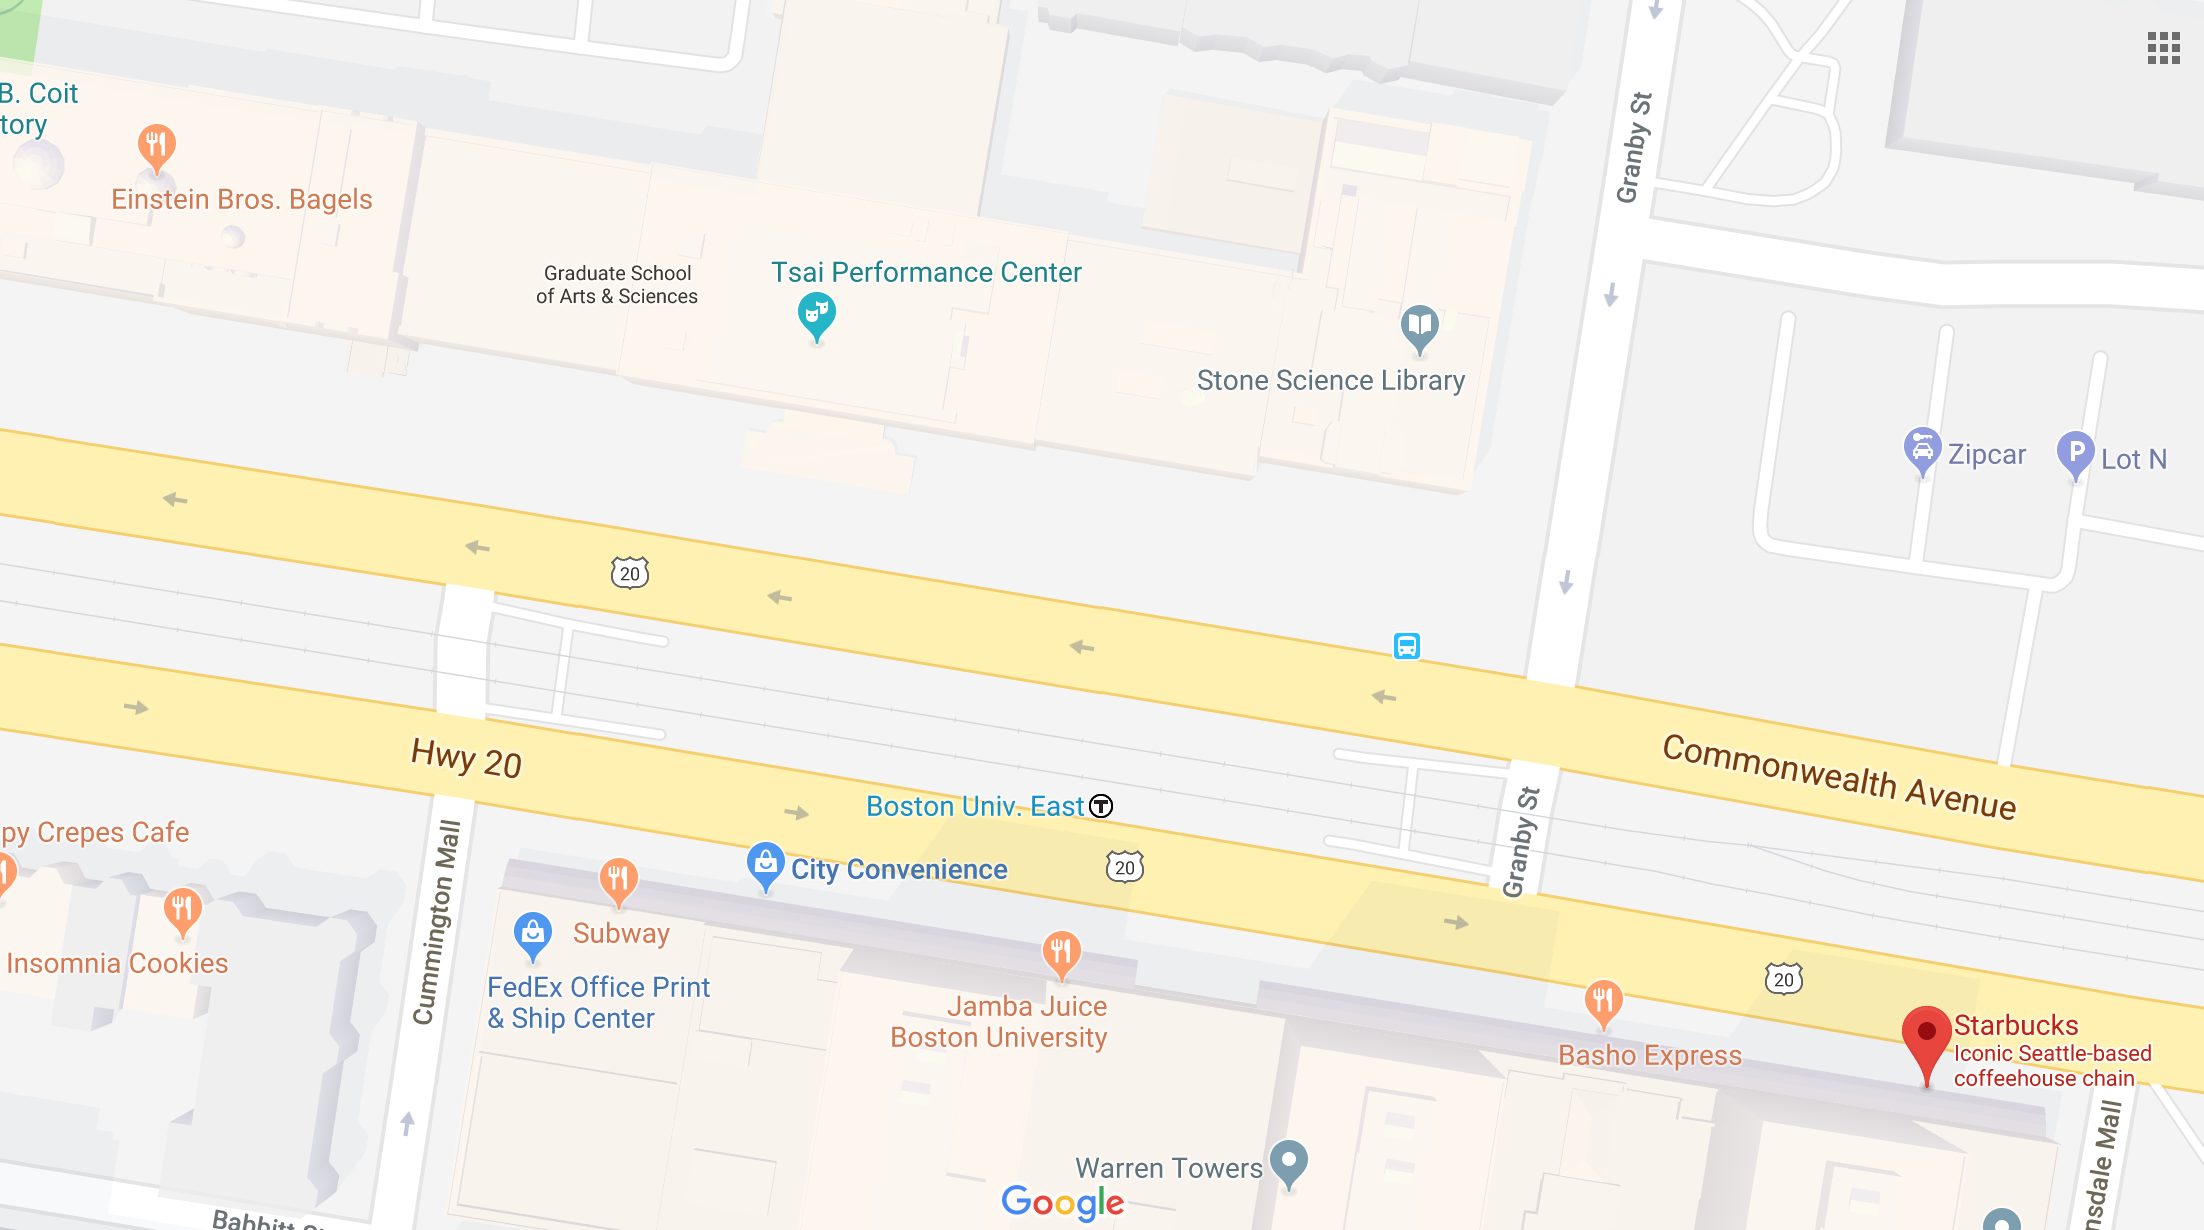 B. Coit
tory
Einstein Bros. Bagels
Graduate School
of Arts & Sciences
Tsai Performance Center
Stone Science Library
Granby St
Zipcar
P
Lot N
20
Hwy 20
Commonwealth Avenue
Boston Univ. East
T
20
Granby St
py Crepes Cafe
Cummington Mall
City Convenience
Subway
Insomnia Cookies
FedEx Office Print
& Ship Center
Jamba Juice
Boston University
20
Basho Express
Starbucks
Iconic Seattle-based
coffeehouse chain
Warren Towers
Google
nsdale Mall
Babbitt S